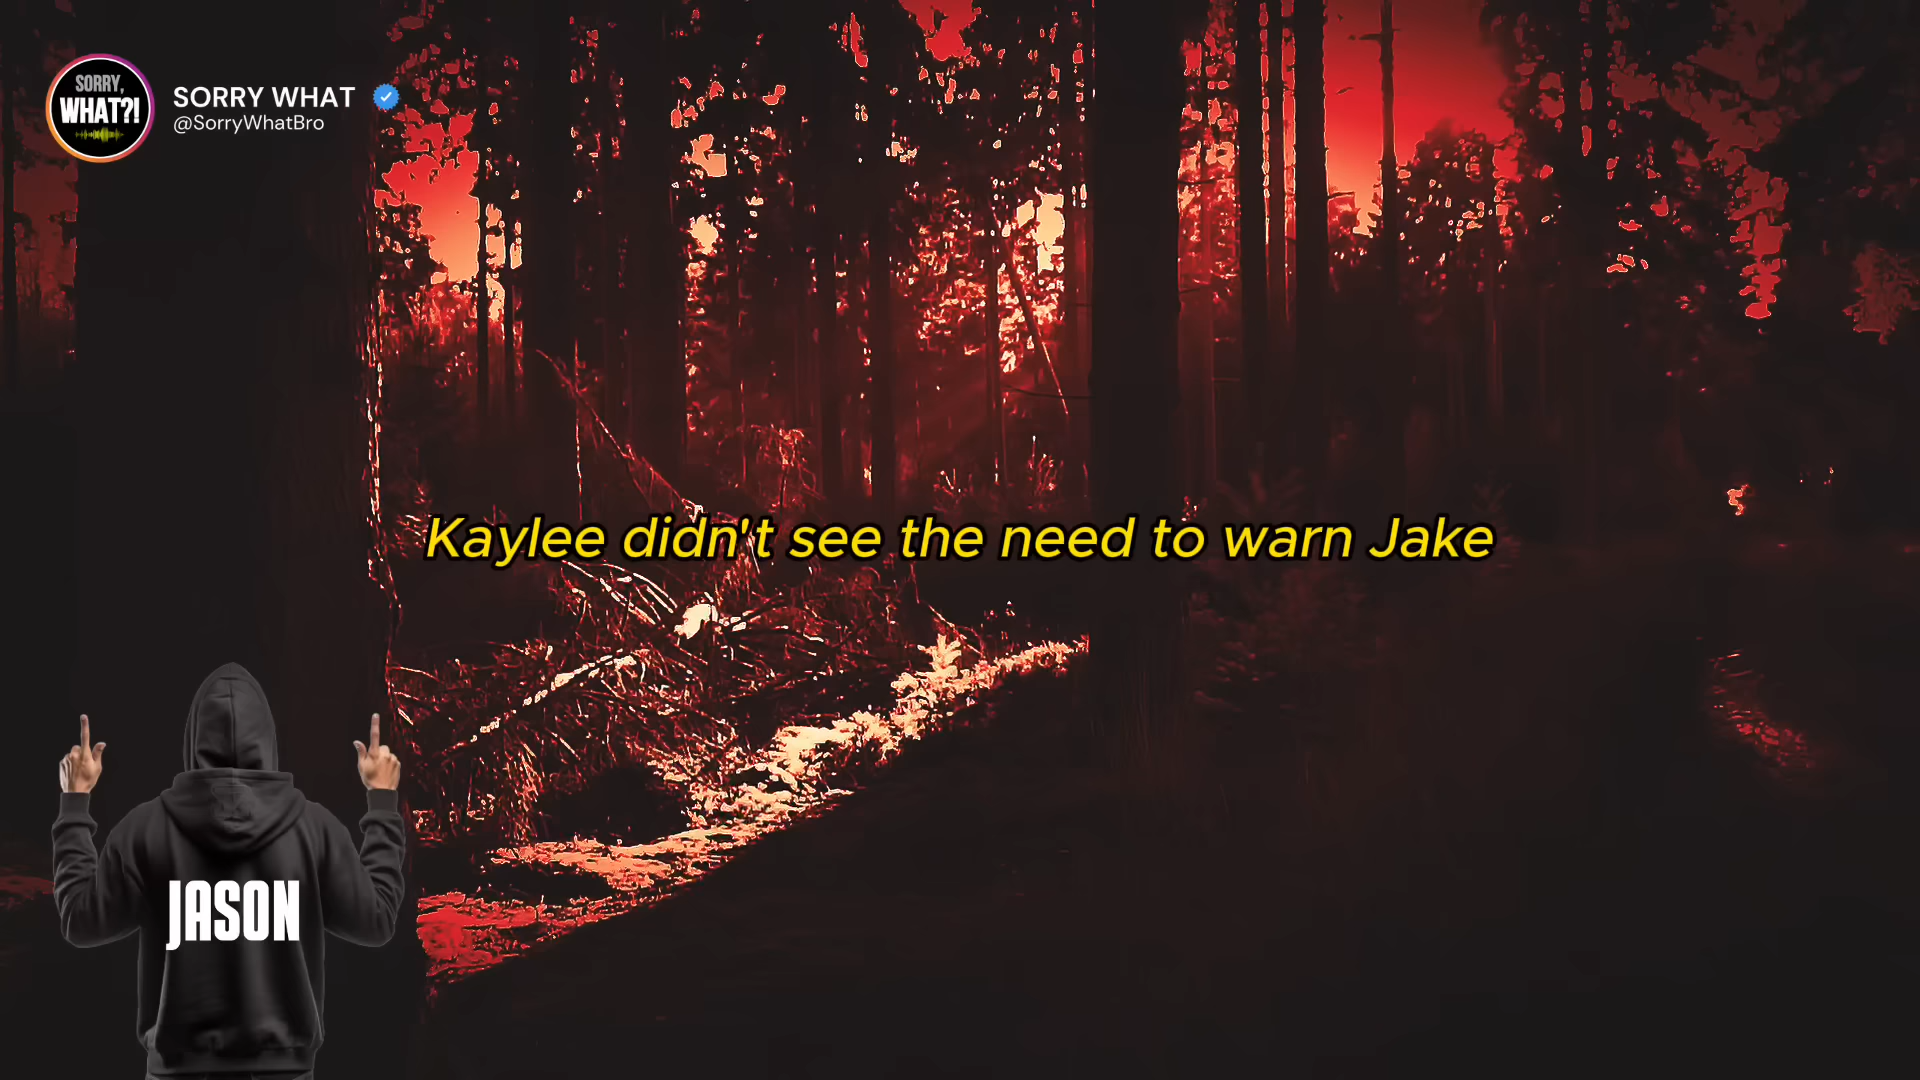 SORRY,
WHAT?!
SORRY WHAT
@SorryWhatBro
Kaylee didn't see the need to warn Jake
JASON